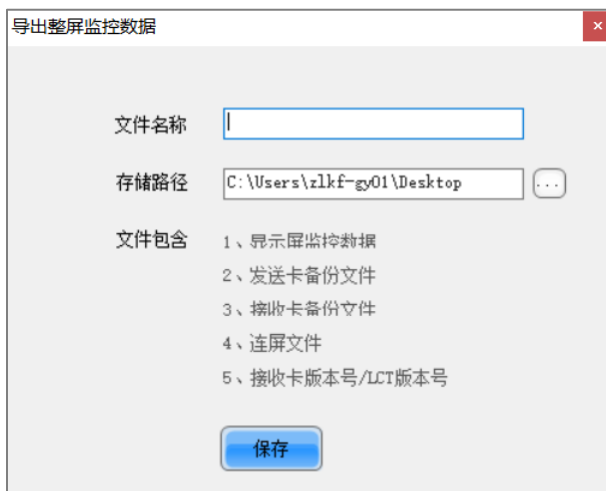 导出整屏监控数据
文件名称
存储路径 C:\Users\zlkf-gy01\Desktop ...
文件包含 1、显示屏监控数据
2、发送卡备份文件
3、接收卡备份文件
4、连屏文件
5、接收卡版本号/LCT版本号
保存